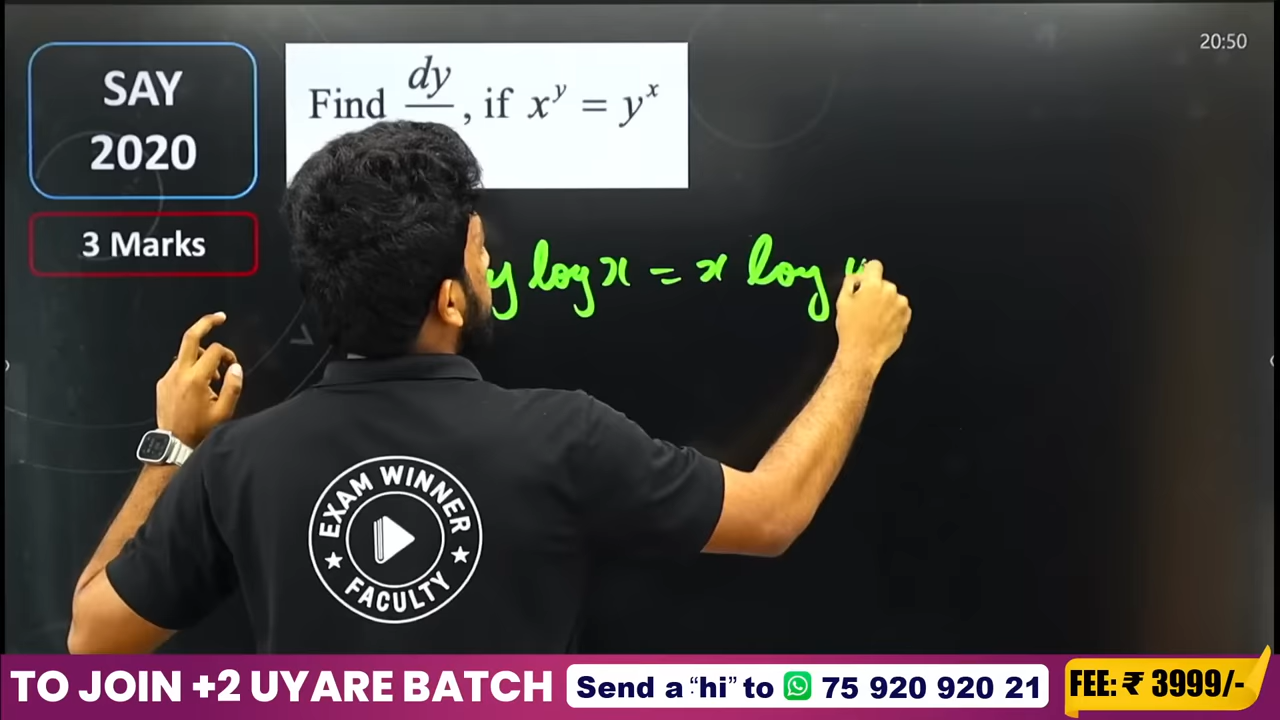 20:50
SAY
2020
3 Marks
Find dy/ , if x^y = y^x
y log x = x log y
EXAM WINNER
FACULTY
TO JOIN +2 UYARE BATCH
Send a “hi” to 75 920 920 21
FEE: ₹ 3999/-